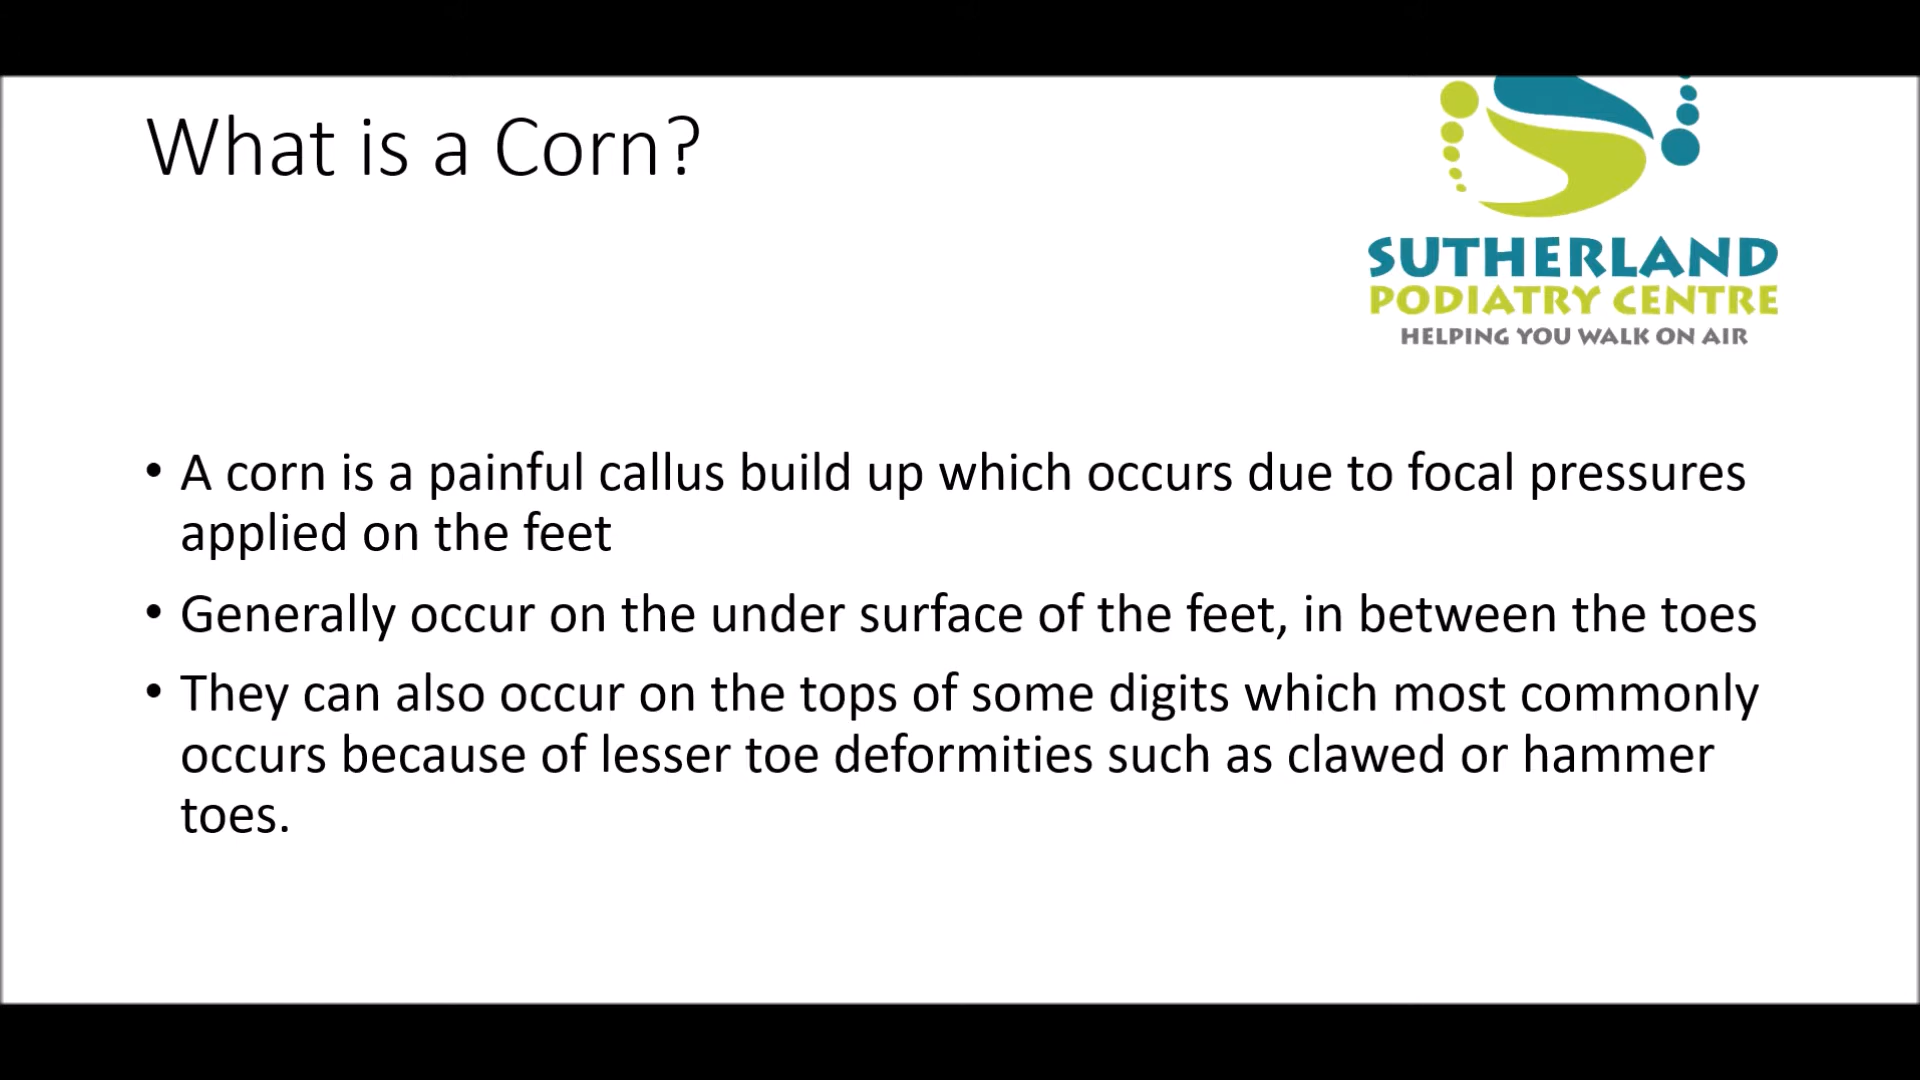 What is a Corn?
SUTHERLAND
PODIATRY CENTRE
HELPING YOU WALK ON AIR
• A corn is a painful callus build up which occurs due to focal pressures
applied on the feet
• Generally occur on the under surface of the feet, in between the toes
• They can also occur on the tops of some digits which most commonly
occurs because of lesser toe deformities such as clawed or hammer
toes.